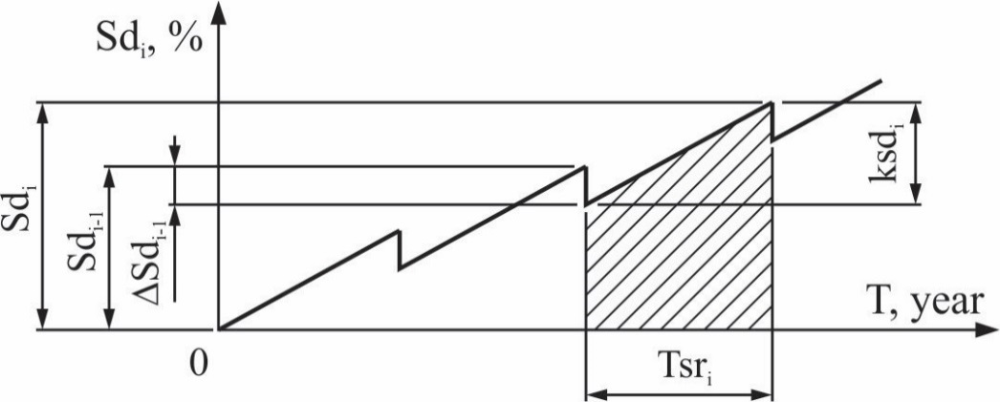 Sdᵢ, %
Sdᵢ
Sdᵢ₋₁
ΔSdᵢ₋₁
ksdᵢ
T, year
0
Tsrᵢ